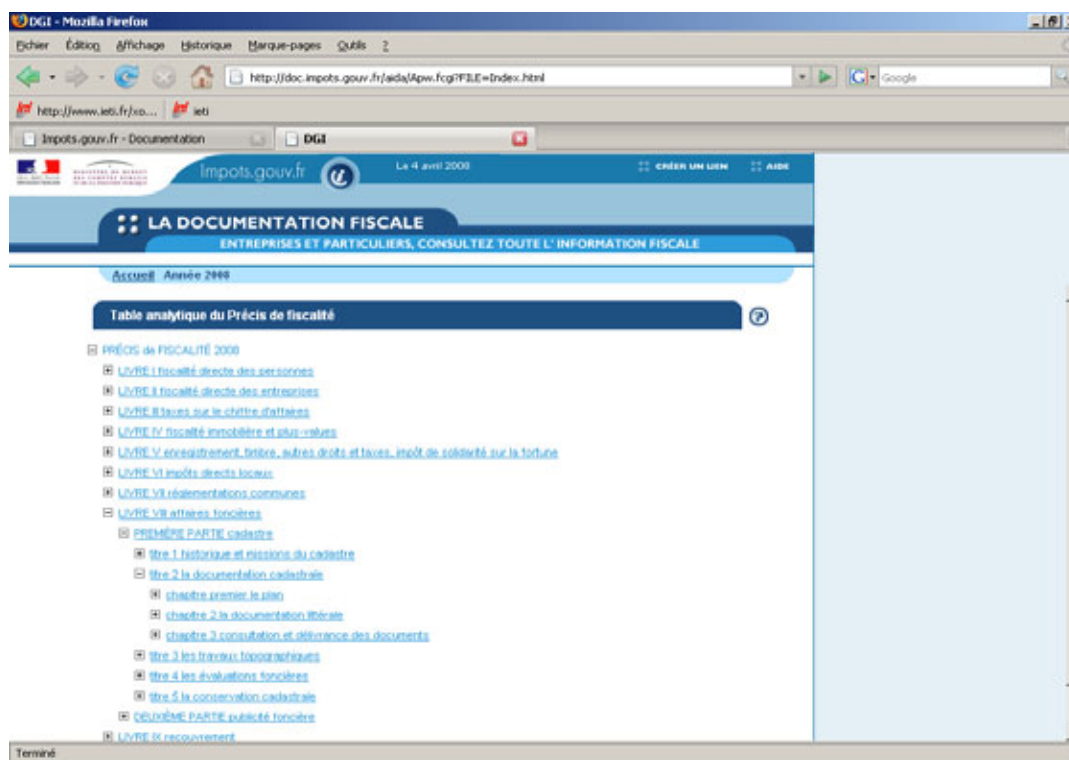 DGI - Mozilla Firefox
Fichier Édition Affichage Historique Marque-pages Outils ?
http://doc.impots.gouv.fr/aida/Apw.fcgi?FILE=Index.html
Google
http://www.ieti.fr/xo... ieti
Impots.gouv.fr - Documentation DGI
Impots.gouv.fr Le 4 avril 2008 CRÉER UN LIEN AIDE
LA DOCUMENTATION FISCALE
ENTREPRISES ET PARTICULIERS, CONSULTEZ TOUTE L' INFORMATION FISCALE
Accueil Année 2008
Table analytique du Précis de fiscalité
PRÉCIS de FISCALITÉ 2008
LIVRE I fiscalité directe des personnes
LIVRE II fiscalité directe des entreprises
LIVRE III taxes sur le chiffre d'affaires
LIVRE IV fiscalité immobilière et plus-values
LIVRE V enregistrement, timbre, autres droits et taxes, impôt de solidarité sur la fortune
LIVRE VI impôts directs locaux
LIVRE VII réglementations communes
LIVRE VIII affaires foncières
PREMIÈRE PARTIE cadastre
titre 1 historique et missions du cadastre
titre 2 la documentation cadastrale
chapitre premier le plan
chapitre 2 la documentation littérale
chapitre 3 consultation et délivrance des documents
titre 3 les travaux topographiques
titre 4 les évaluations foncières
titre 5 la conservation cadastrale
DEUXIÈME PARTIE publicité foncière
LIVRE IX recouvrement
Terminé